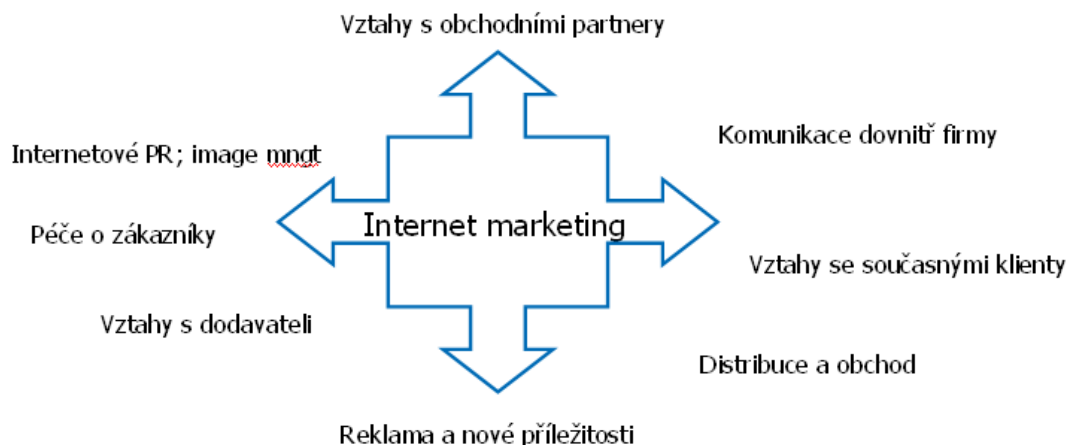 Vztahy s obchodními partnery
Komunikace dovnitř firmy
Internetové PR; image mngt
Internet marketing
Péče o zákazníky
Vztahy se současnými klienty
Vztahy s dodavateli
Distribuce a obchod
Reklama a nové příležitosti